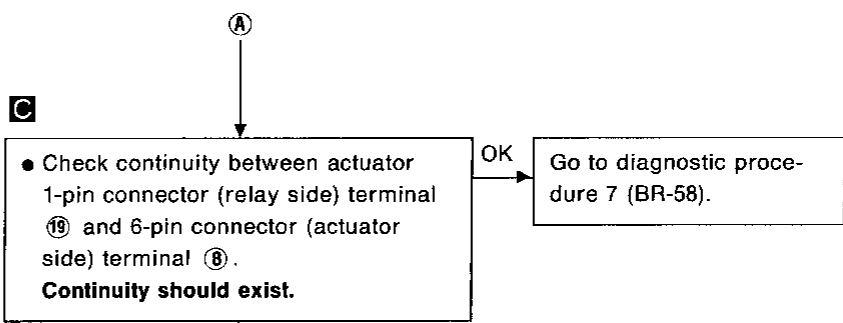 Ⓐ
C
● Check continuity between actuator
1-pin connector (relay side) terminal
⑲ and 6-pin connector (actuator
side) terminal ⑧.
Continuity should exist.
OK
Go to diagnostic proce-
dure 7 (BR-58).